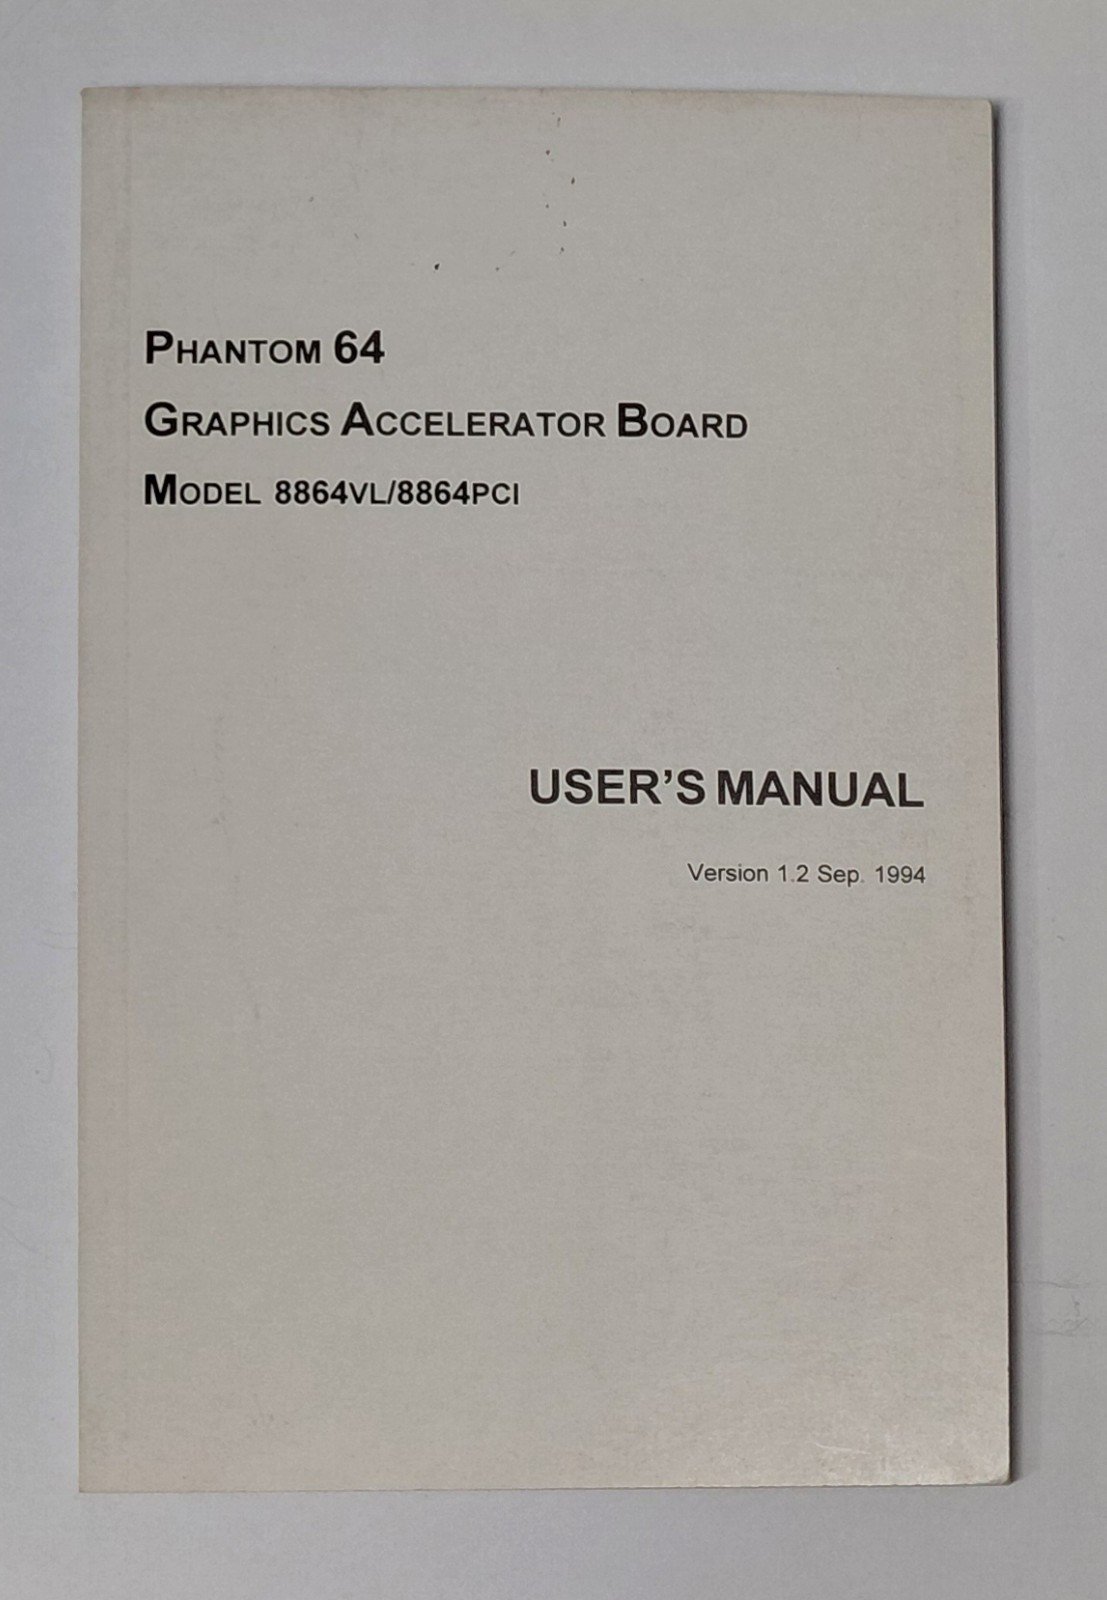 PHANTOM 64
GRAPHICS ACCELERATOR BOARD
MODEL 8864VL/8864PCI
USER'S MANUAL
Version 1.2 Sep. 1994